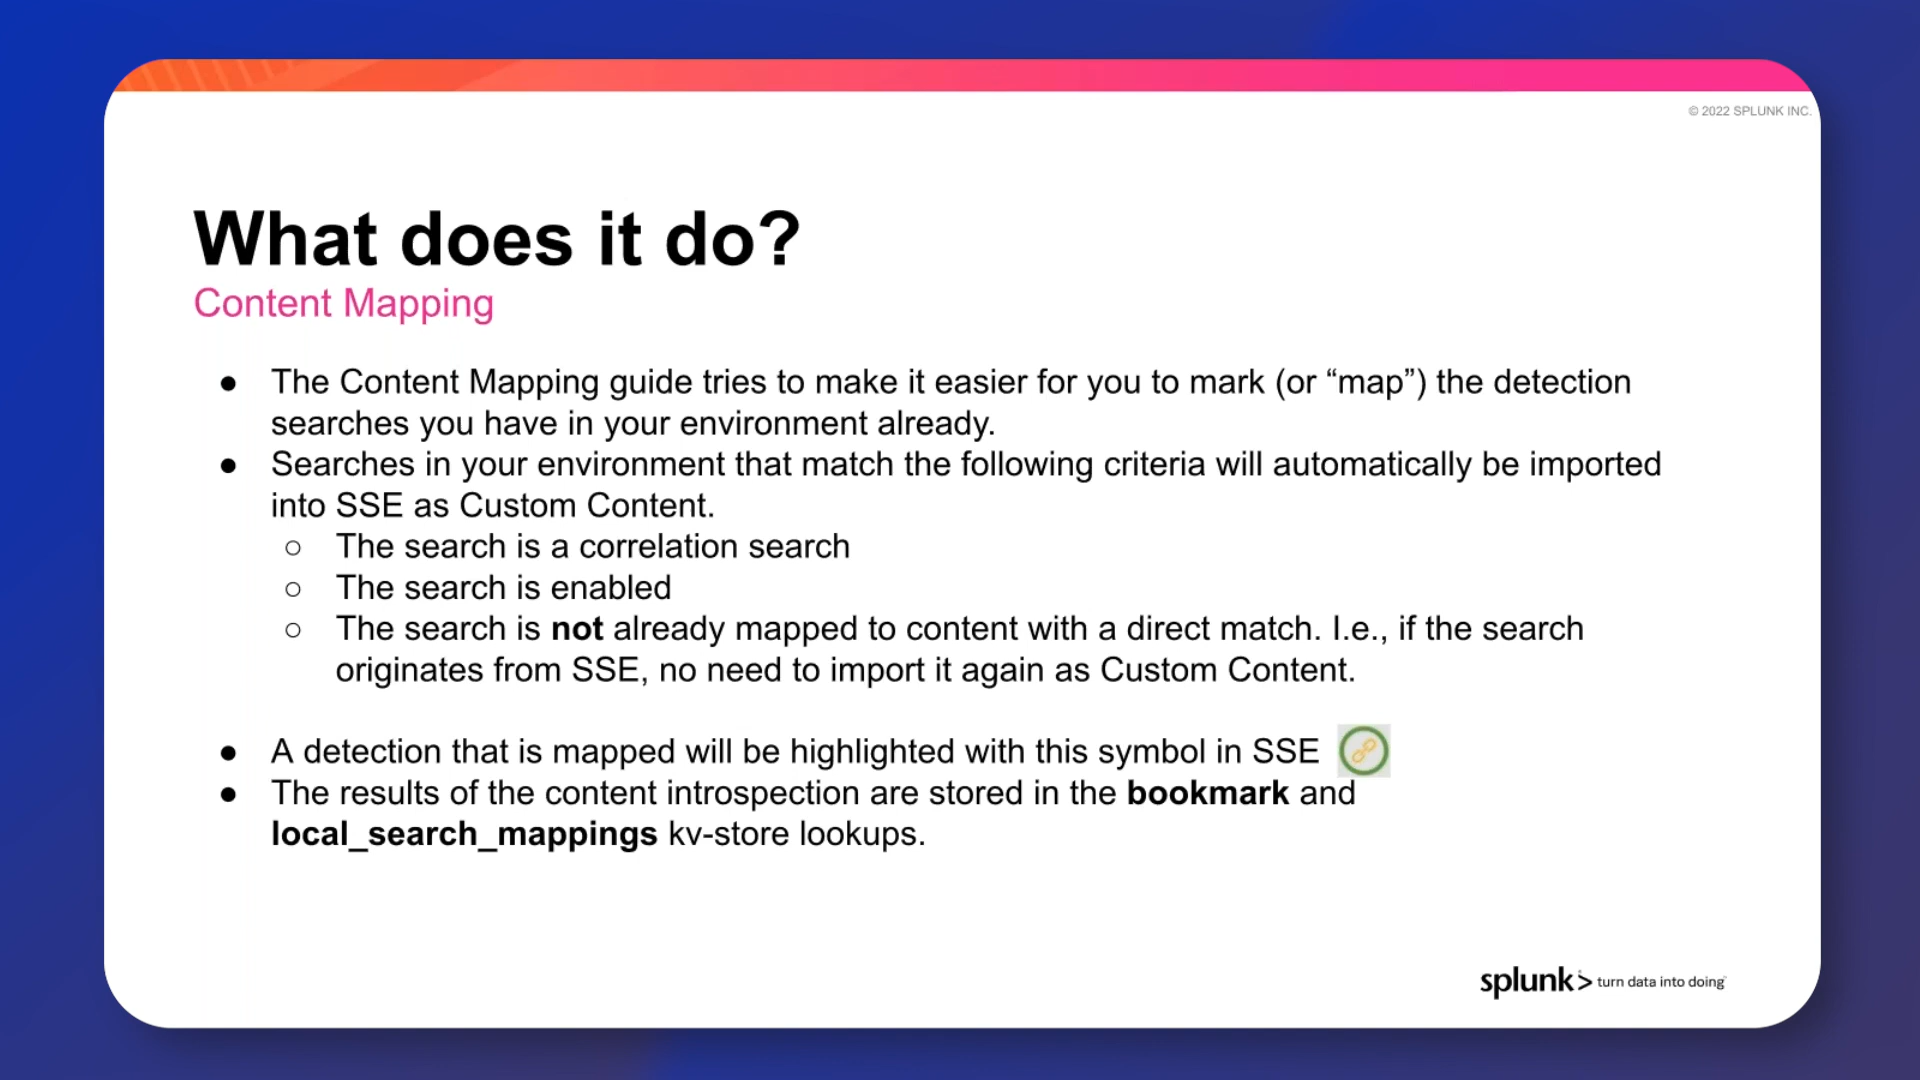 © 2022 SPLUNK INC.
What does it do?
Content Mapping
● The Content Mapping guide tries to make it easier for you to mark (or “map”) the detection
searches you have in your environment already.
● Searches in your environment that match the following criteria will automatically be imported
into SSE as Custom Content.
○ The search is a correlation search
○ The search is enabled
○ The search is not already mapped to content with a direct match. I.e., if the search
originates from SSE, no need to import it again as Custom Content.
● A detection that is mapped will be highlighted with this symbol in SSE
● The results of the content introspection are stored in the bookmark and
local_search_mappings kv-store lookups.
splunk> turn data into doing